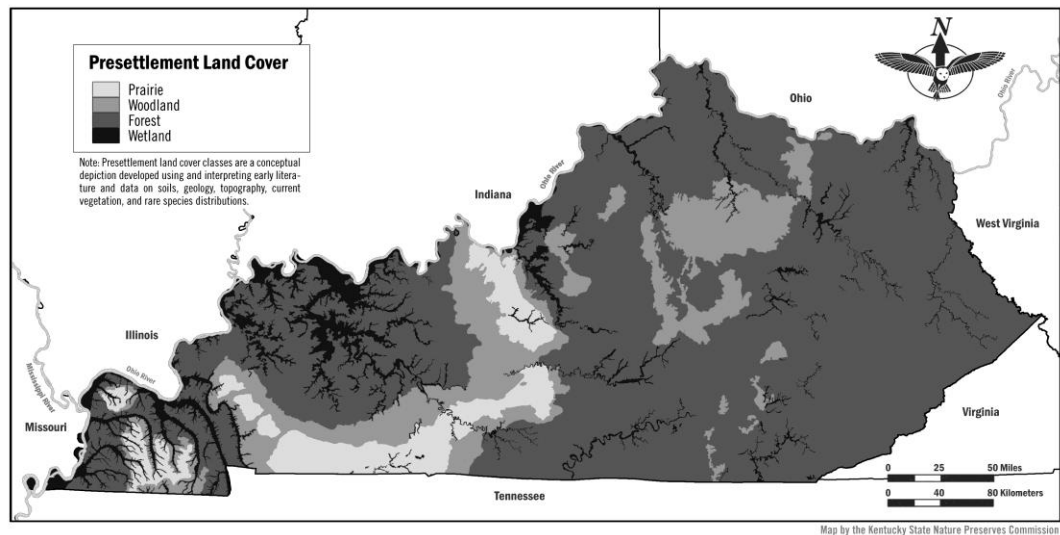 Presettlement Land Cover
Prairie
Woodland
Forest
Wetland
Note: Presettlement land cover classes are a conceptual
depiction developed using and interpreting early litera-
ture and data on soils, geology, topography, current
vegetation, and rare species distributions.
N
Ohio
Ohio River
Indiana
Ohio River
West Virginia
Illinois
Ohio River
Mississippi River
Missouri
Virginia
Tennessee
0 25 50 Miles
0 40 80 Kilometers
Map by the Kentucky State Nature Preserves Commission